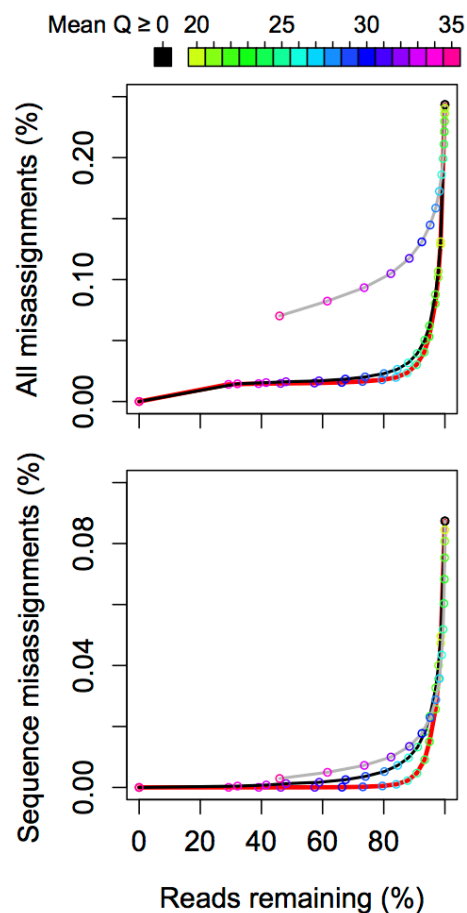 Mean Q ≥ 0 20 25 30 35
All misassignments (%)
0.20
0.10
0.00
Sequence misassignments (%)
0.08
0.04
0.00
0 20 40 60 80
Reads remaining (%)